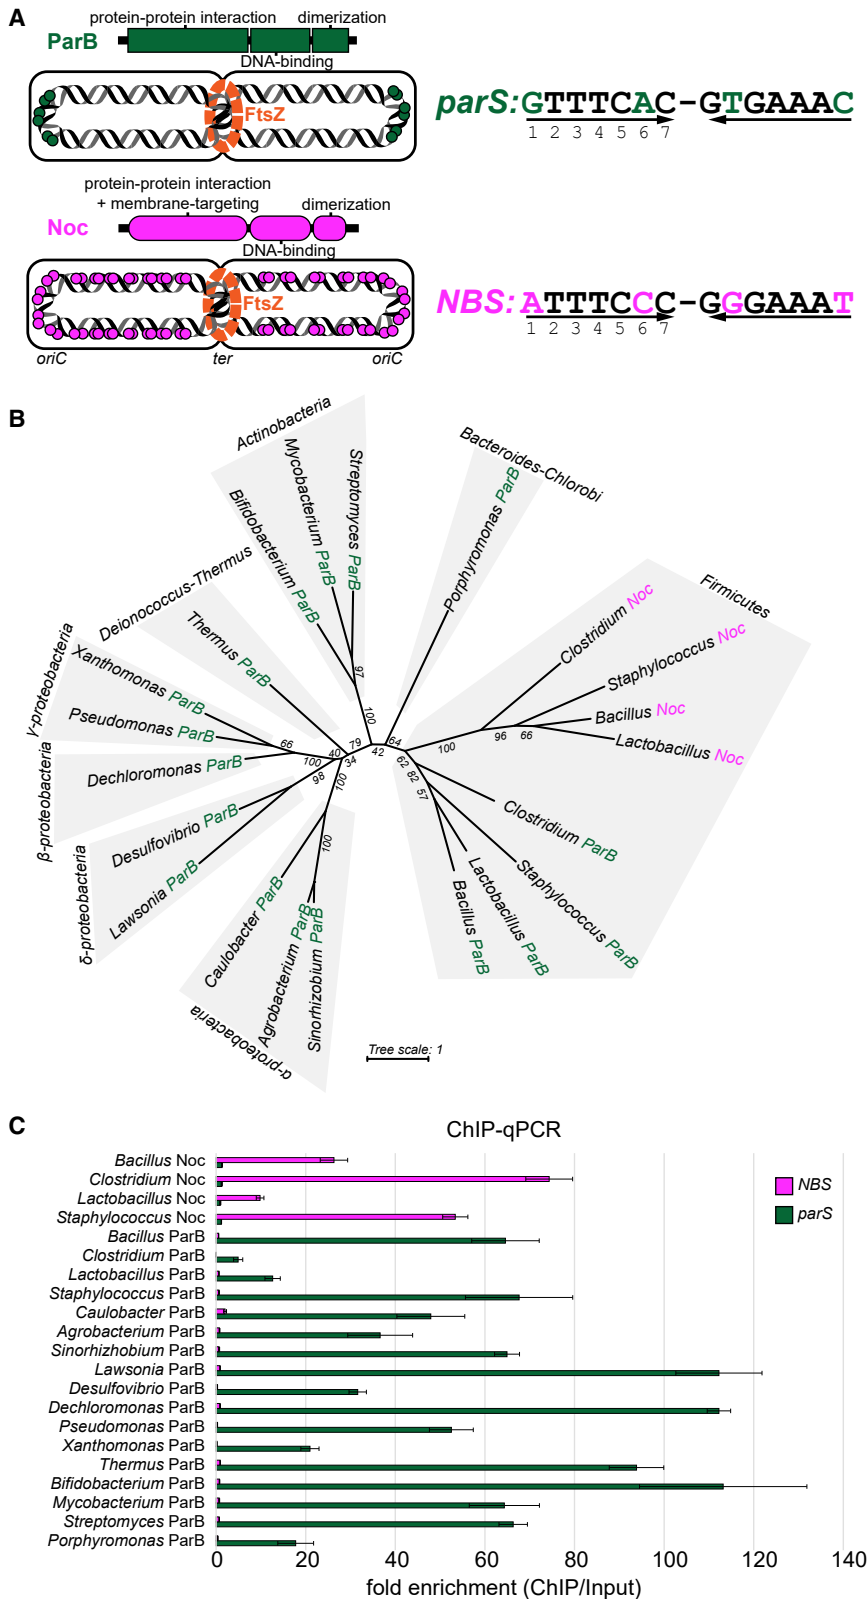 A
protein-protein interaction dimerization
ParB
DNA-binding
FtsZ
parS: GTTTCAC-GTGAAAC
1 2 3 4 5 6 7
protein-protein interaction
+ membrane-targeting dimerization
Noc
DNA-binding
FtsZ
NBS: ATTTCCC-GGGAAAT
1 2 3 4 5 6 7
oriC ter oriC
B
Actinobacteria
Bifidobacterium ParB
Mycobacterium ParB
Streptomyces ParB
Bacteroides-Chlorobi
Porphyromonas ParB
Firmicutes
Clostridium Noc
Staphylococcus Noc
Bacillus Noc
Lactobacillus Noc
Clostridium ParB
Staphylococcus ParB
Lactobacillus ParB
Bacillus ParB
Deionococcus-Thermus
Thermus ParB
γ-proteobacteria
Xanthomonas ParB
Pseudomonas ParB
β-proteobacteria
Dechloromonas ParB
δ-proteobacteria
Desulfovibrio ParB
Lawsonia ParB
α-proteobacteria
Caulobacter ParB
Agrobacterium ParB
Sinorhizobium ParB
97
100
79
42
64
100
96
66
62
82
57
66
100
40
34
98
100
100
Tree scale: 1
C
ChIP-qPCR
Bacillus Noc
Clostridium Noc
Lactobacillus Noc
Staphylococcus Noc
Bacillus ParB
Clostridium ParB
Lactobacillus ParB
Staphylococcus ParB
Caulobacter ParB
Agrobacterium ParB
Sinorhizhobium ParB
Lawsonia ParB
Desulfovibrio ParB
Dechloromonas ParB
Pseudomonas ParB
Xanthomonas ParB
Thermus ParB
Bifidobacterium ParB
Mycobacterium ParB
Streptomyces ParB
Porphyromonas ParB
NBS
parS
0 20 40 60 80 100 120 140
fold enrichment (ChIP/Input)